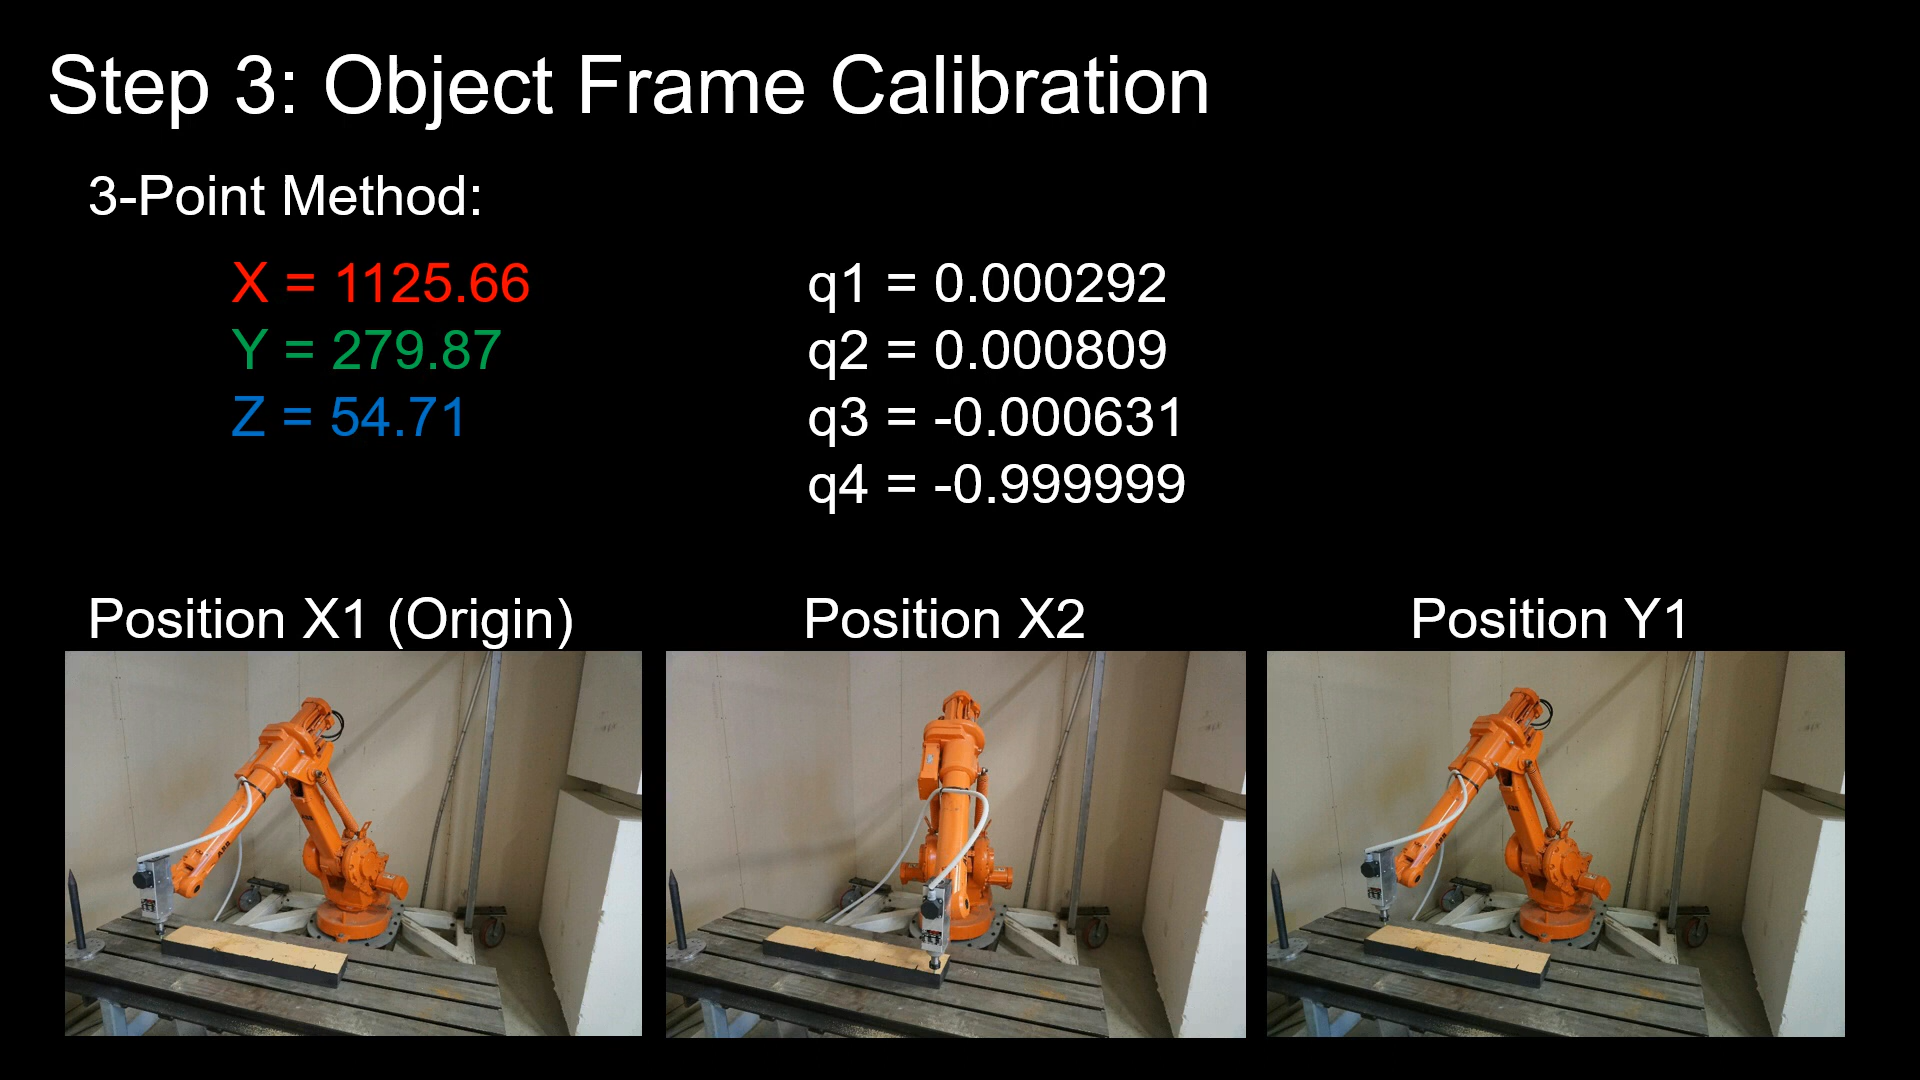 Step 3: Object Frame Calibration
3-Point Method:
X = 1125.66
Y = 279.87
Z = 54.71
q1 = 0.000292
q2 = 0.000809
q3 = -0.000631
q4 = -0.999999
Position X1 (Origin)
Position X2
Position Y1
ABB